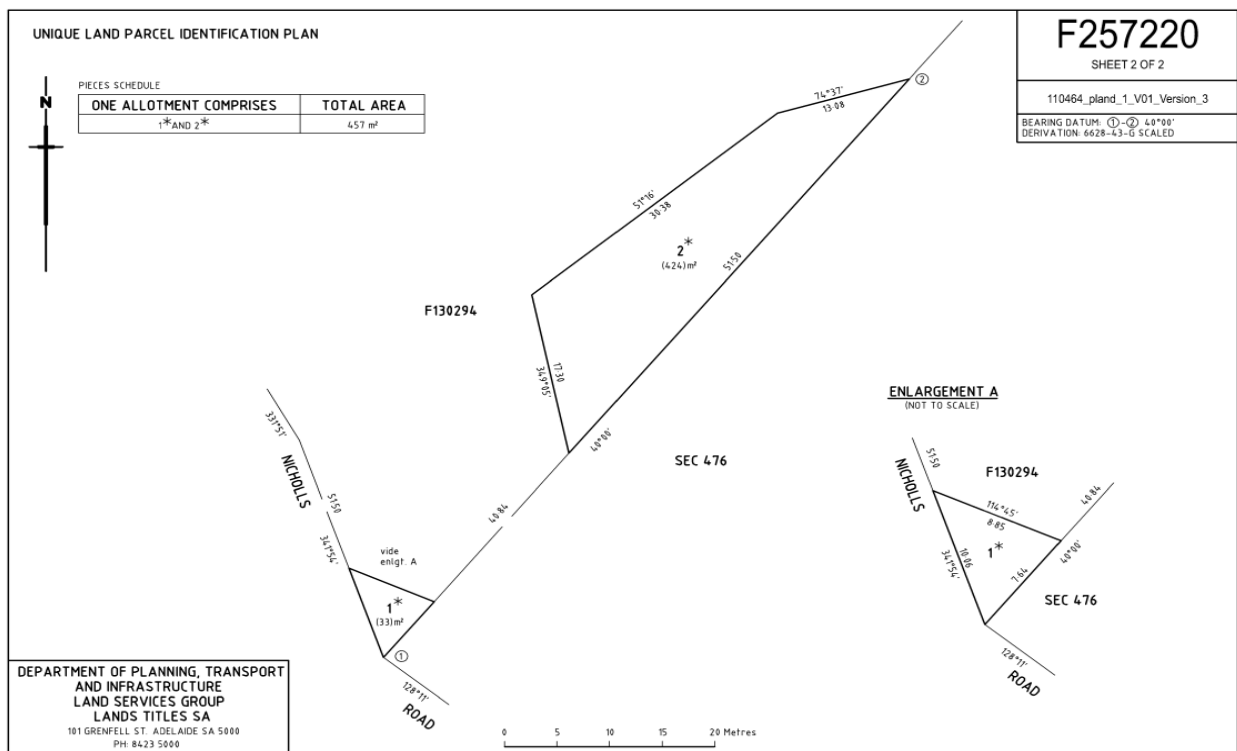 UNIQUE LAND PARCEL IDENTIFICATION PLAN
F257220
SHEET 2 OF 2
110464_pland_1_V01_Version_3
BEARING DATUM: ①-② 40°00'
DERIVATION: 6628-43-G SCALED
N
PIECES SCHEDULE
ONE ALLOTMENT COMPRISES TOTAL AREA
1*AND 2* 457 m²
②
74°37'
13·08
51°16'
30·38
2*
(424)m²
51·50
F130294
17·30
349°05'
40°00'
SEC 476
331°51'
NICHOLLS
51·50
341°54'
40·84
vide
enlgt. A
1*
(33)m²
①
128°11'
ROAD
ENLARGEMENT A
(NOT TO SCALE)
51·50
NICHOLLS
F130294
40·84
114°45'
8·85
1*
10·06
341°54'
7·64
40°00'
SEC 476
128°11'
ROAD
DEPARTMENT OF PLANNING, TRANSPORT
AND INFRASTRUCTURE
LAND SERVICES GROUP
LANDS TITLES SA
101 GRENFELL ST. ADELAIDE SA 5000
PH: 8423 5000
0 5 10 15 20 Metres